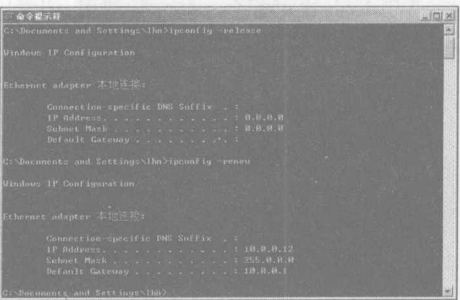 命令提示符
C:\Documents and Settings\lhn>ipconfig -release
Windows IP Configuration
Ethernet adapter 本地连接:
Connection-specific DNS Suffix . :
IP Address. . . . . . . . . . . . : 0.0.0.0
Subnet Mask . . . . . . . . . . . : 0.0.0.0
Default Gateway . . . . . . . . . :
C:\Documents and Settings\lhn>ipconfig -renew
Windows IP Configuration
Ethernet adapter 本地连接:
Connection-specific DNS Suffix . :
IP Address. . . . . . . . . . . . : 10.0.0.12
Subnet Mask . . . . . . . . . . . : 255.0.0.0
Default Gateway . . . . . . . . . : 10.0.0.1
C:\Documents and Settings\lhn>